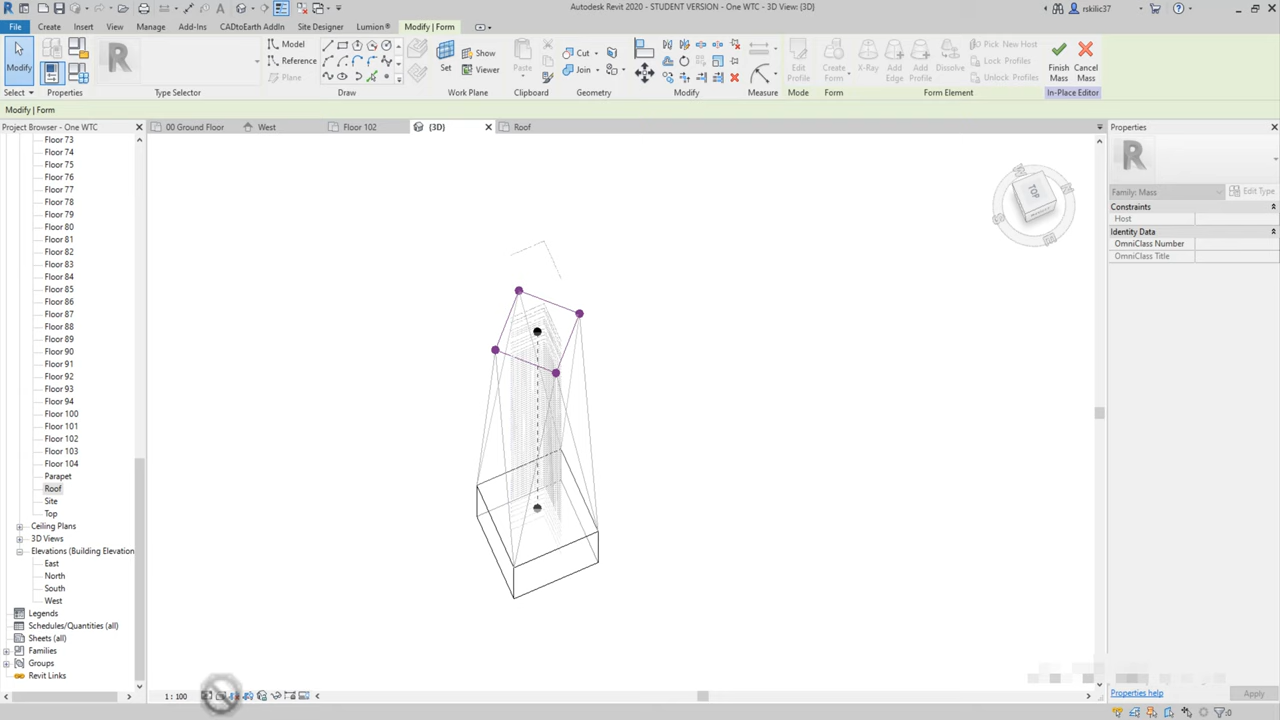 Autodesk Revit 2020 - STUDENT VERSION - One WTC - 3D View: {3D}
rskilic37
File Create Insert View Manage Add-Ins CADtoEarth AddIn Site Designer Lumion® Modify | Form
Modify
Select
Properties
Type Selector
Model
Reference
Plane
Draw
Set
Show
Viewer
Work Plane
Paste
Clipboard
Cut
Join
Geometry
Modify
Measure
Edit Profile
Mode
Create Form
Form
X-Ray
Add Edge
Add Profile
Dissolve
Pick New Host
Lock Profiles
Unlock Profiles
Form Element
Finish Mass
Cancel Mass
In-Place Editor
Modify | Form
Project Browser - One WTC
00 Ground Floor
West
Floor 102
{3D}
Roof
Properties
Floor 73
Floor 74
Floor 75
Floor 76
Floor 77
Floor 78
Floor 79
Floor 80
Floor 81
Floor 82
Floor 83
Floor 84
Floor 85
Floor 86
Floor 87
Floor 88
Floor 89
Floor 90
Floor 91
Floor 92
Floor 93
Floor 94
Floor 100
Floor 101
Floor 102
Floor 103
Floor 104
Parapet
Roof
Site
Top
Ceiling Plans
3D Views
Elevations (Building Elevation
East
North
South
West
Legends
Schedules/Quantities (all)
Sheets (all)
Families
Groups
Revit Links
TOP
Family: Mass
Edit Type
Constraints
Host
Identity Data
OmniClass Number
OmniClass Title
1 : 100
Properties help
Apply
:0